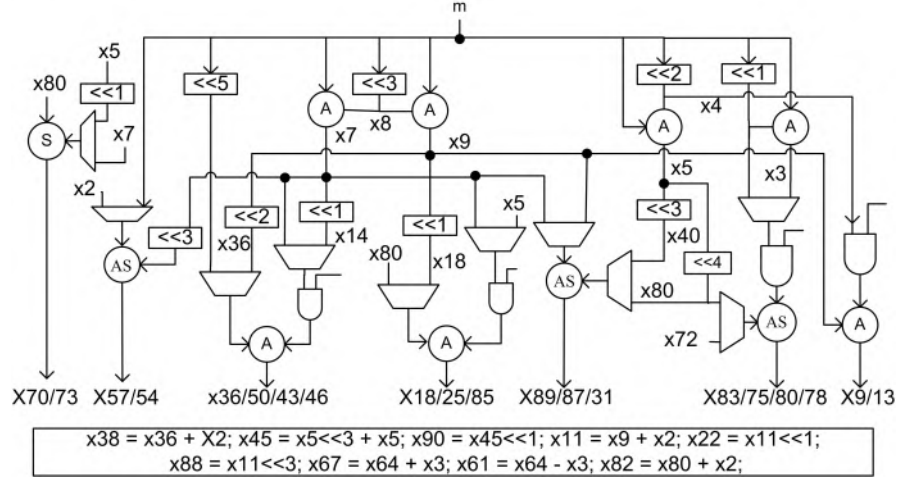 m
x5
x80
<<1
<<5
<<3
<<2
<<1
A
A
x8
x4
S
x7
x7
x9
A
A
x5
x3
x2
<<3
<<2
<<1
<<1
x5
<<3
x36
x14
x40
AS
x80
x18
AS
x80
<<4
AS
A
x72
A
A
X70/73
X57/54
x36/50/43/46
X18/25/85
X89/87/31
X83/75/80/78
X9/13
x38 = x36 + X2; x45 = x5<<3 + x5; x90 = x45<<1; x11 = x9 + x2; x22 = x11<<1;
x88 = x11<<3; x67 = x64 + x3; x61 = x64 - x3; x82 = x80 + x2;